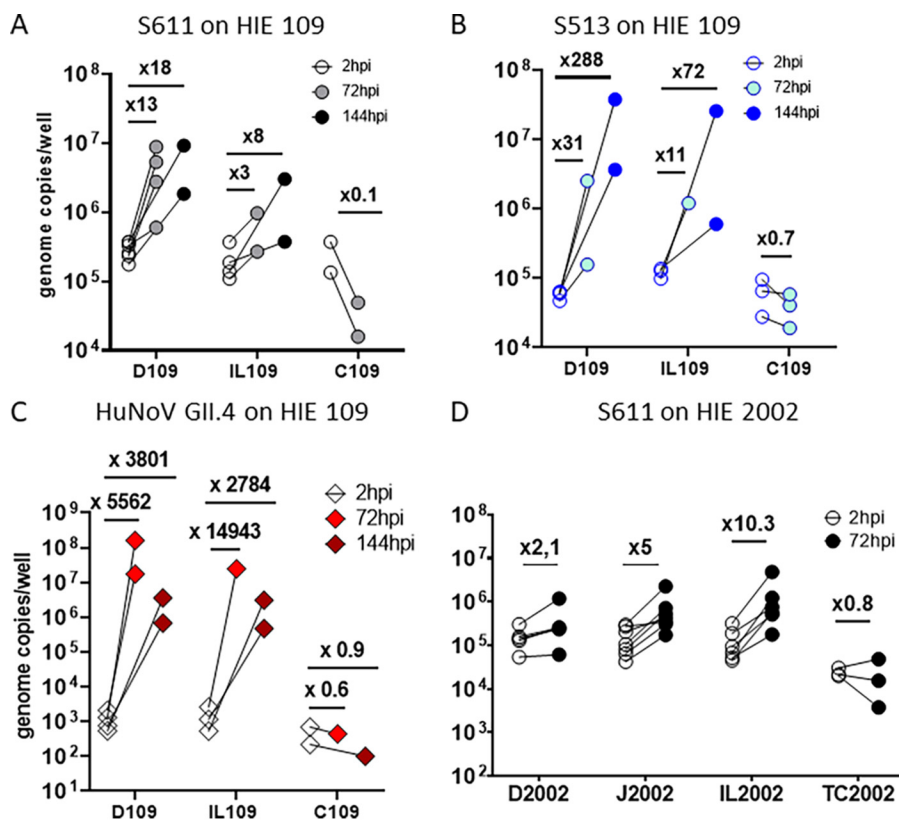 A
S611 on HIE 109
genome copies/well
10^8
10^7
10^6
10^5
10^4
x18
x13
x8
x3
x0.1
2hpi
72hpi
144hpi
D109
IL109
C109
B
S513 on HIE 109
10^8
10^7
10^6
10^5
10^4
x288
x31
x72
x11
x0.7
2hpi
72hpi
144hpi
D109
IL109
C109
C
HuNoV GII.4 on HIE 109
genome copies/well
10^9
10^8
10^7
10^6
10^5
10^4
10^3
10^2
10^1
x 3801
x 5562
x 2784
x 14943
x 0.9
x 0.6
2hpi
72hpi
144hpi
D109
IL109
C109
D
S611 on HIE 2002
10^8
10^7
10^6
10^5
10^4
10^3
10^2
x2,1
x5
x10.3
x0.8
2hpi
72hpi
D2002
J2002
IL2002
TC2002